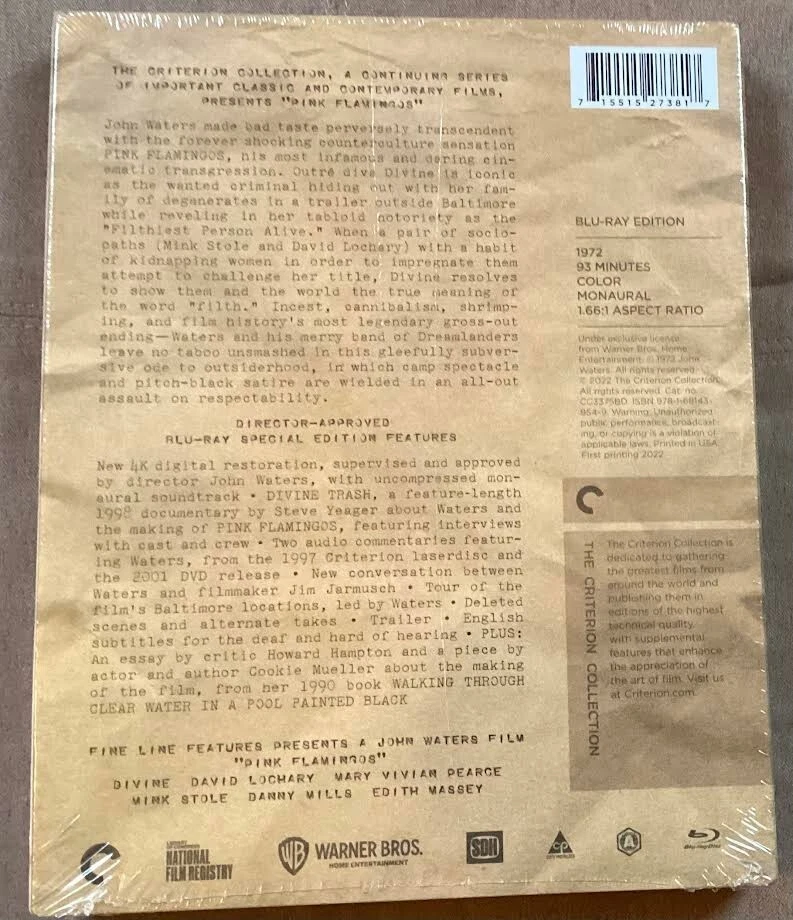 THE CRITERION COLLECTION, A CONTINUING SERIES
OF IMPORTANT CLASSIC AND CONTEMPORARY FILMS,
PRESENTS "PINK FLAMINGOS"
John Waters made bad taste perversely transcendent
with the forever shocking counterculture sensation
PINK FLAMINGOS, his most infamous and daring cin-
ematic transgression. Outré diva Divine is iconic
as the wanted criminal hiding out with her fam-
ily of degenerates in a trailer outside Baltimore
while reveling in her tabloid notoriety as the
"Filthiest Person Alive." When a pair of socio-
paths (Mink Stole and David Lochary) with a habit
of kidnapping women in order to impregnate them
attempt to challenge her title, Divine resolves
to show them and the world the true meaning of
the word "filth." Incest, cannibalism, shrimp-
ing, and film history's most legendary gross-out
ending—Waters and his merry band of Dreamlanders
leave no taboo unsmashed in this gleefully subver-
sive ode to outsiderhood, in which camp spectacle
and pitch-black satire are wielded in an all-out
assault on respectability.
DIRECTOR-APPROVED
BLU-RAY SPECIAL EDITION FEATURES
New 4K digital restoration, supervised and approved
by director John Waters, with uncompressed mon-
aural soundtrack • DIVINE TRASH, a feature-length
1998 documentary by Steve Yeager about Waters and
the making of PINK FLAMINGOS, featuring interviews
with cast and crew • Two audio commentaries featur-
ing Waters, from the 1997 Criterion laserdisc and
the 2001 DVD release • New conversation between
Waters and filmmaker Jim Jarmusch • Tour of the
film's Baltimore locations, led by Waters • Deleted
scenes and alternate takes • Trailer • English
subtitles for the deaf and hard of hearing • PLUS:
An essay by critic Howard Hampton and a piece by
actor and author Cookie Mueller about the making
of the film, from her 1990 book WALKING THROUGH
CLEAR WATER IN A POOL PAINTED BLACK
FINE LINE FEATURES PRESENTS A JOHN WATERS FILM
"PINK FLAMINGOS"
DIVINE DAVID LOCHARY MARY VIVIAN PEARCE
MINK STOLE DANNY MILLS EDITH MASSEY
7 15515 27381 7
BLU-RAY EDITION
1972
93 MINUTES
COLOR
MONAURAL
1.66:1 ASPECT RATIO
Under exclusive license
from Warner Bros. Home
Entertainment. © 1972 John
Waters. All rights reserved.
© 2022 The Criterion Collection.
All rights reserved. Cat. no.
CC3375BD. ISBN 978-1-68143-
954-9. Warning: Unauthorized
public performance, broadcast-
ing, or copying is a violation of
applicable laws. Printed in USA.
First printing 2022.
THE CRITERION COLLECTION
The Criterion Collection is
dedicated to gathering
the greatest films from
around the world and
publishing them in
editions of the highest
technical quality,
with supplemental
features that enhance
the appreciation of
the art of film. Visit us
at Criterion.com.
NATIONAL
FILM REGISTRY
WB WARNER BROS.
HOME ENTERTAINMENT
SDH
cp
A
Blu-ray Disc